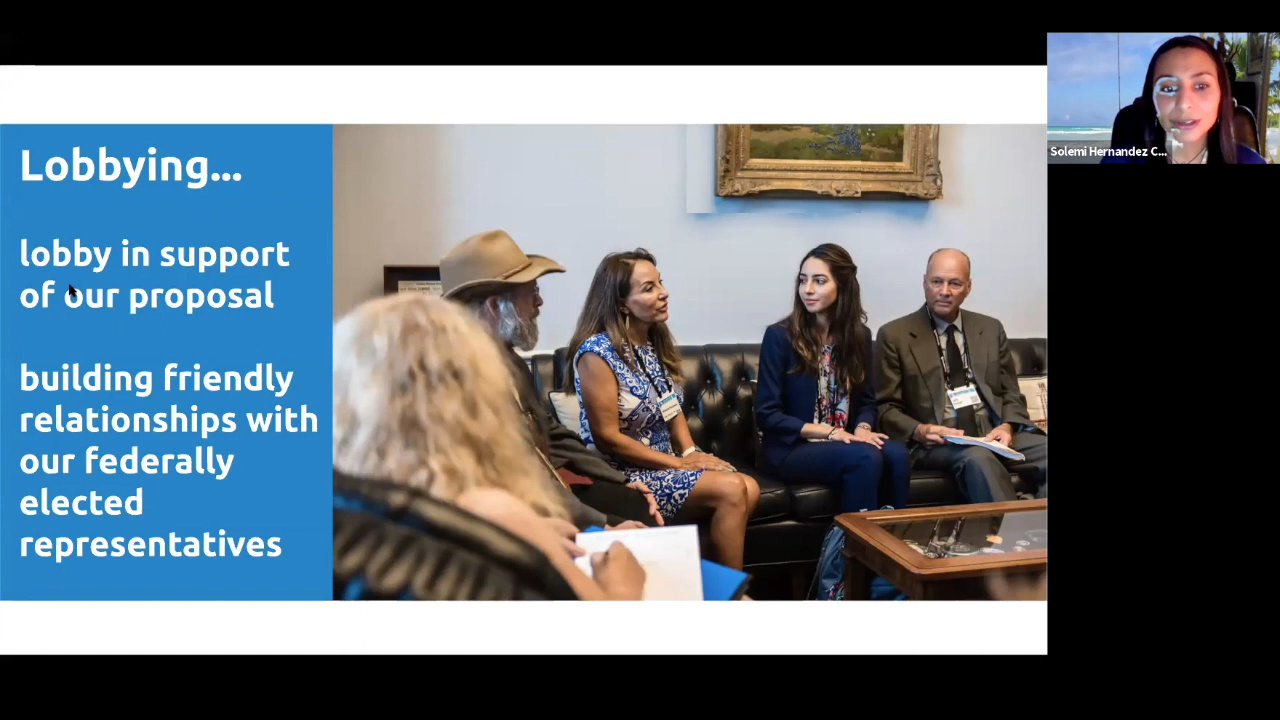 Lobbying...
lobby in support
of our proposal
building friendly
relationships with
our federally
elected
representatives
Solemi Hernandez C...